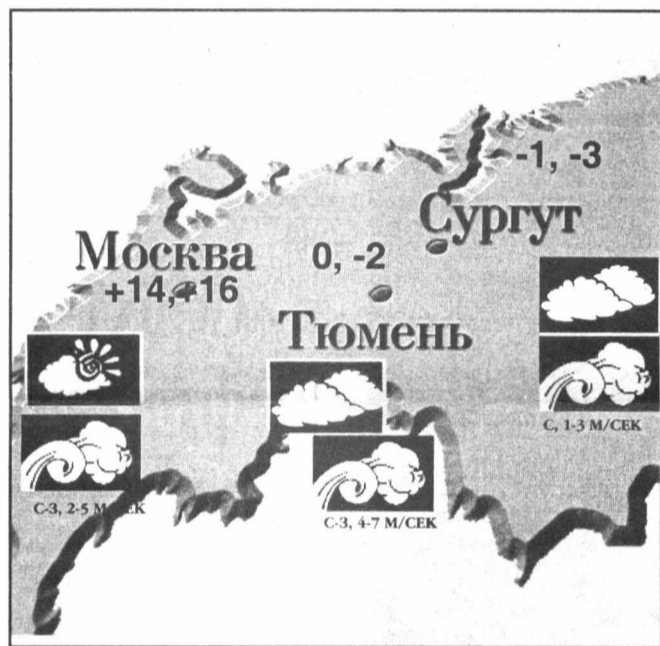 -1, -3
Сургут
Москва
0, -2
+14,+16
Тюмень
С, 1-3 М/СЕК
С-З, 2-5 М/СЕК
С-З, 4-7 М/СЕК